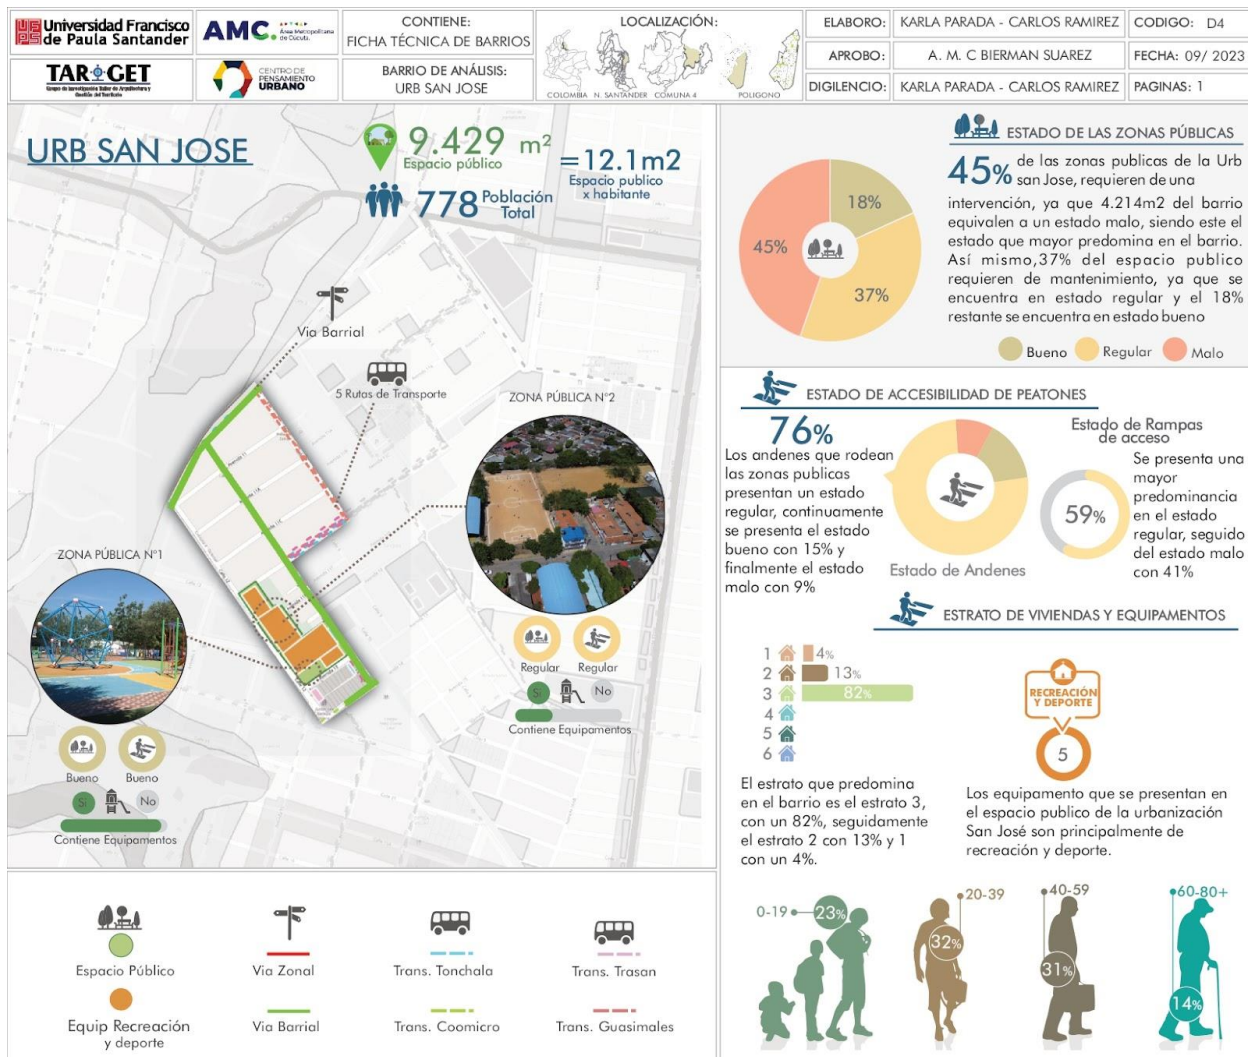 Universidad Francisco
de Paula Santander
AMC.
Área Metropolitana
de Cúcuta.
TAR GET
Grupo de Investigación Taller de Arquitectura y
Gestión del Territorio
CENTRO DE
PENSAMIENTO
URBANO
CONTIENE:
FICHA TÉCNICA DE BARRIOS
BARRIO DE ANÁLISIS:
URB SAN JOSE
LOCALIZACIÓN:
COLOMBIA N. SANTANDER COMUNA 4 POLIGONO
ELABORO: KARLA PARADA - CARLOS RAMIREZ CODIGO: D4
APROBO: A. M. C BIERMAN SUAREZ FECHA: 09/ 2023
DIGILENCIO: KARLA PARADA - CARLOS RAMIREZ PAGINAS: 1
URB SAN JOSE
9.429 m²
Espacio público
=12.1m2
Espacio publico
x habitante
778 Población
Total
Via Barrial
5 Rutas de Transporte
ZONA PÚBLICA N°2
Regular Regular
Si No
Contiene Equipamentos
ZONA PÚBLICA N°1
Bueno Bueno
Si No
Contiene Equipamentos
Espacio Público
Equip Recreación
y deporte
Via Zonal
Via Barrial
Trans. Tonchala
Trans. Coomicro
Trans. Trasan
Trans. Guasimales
ESTADO DE LAS ZONAS PÚBLICAS
18%
45%
37%
45% de las zonas publicas de la Urb
san Jose, requieren de una
intervención, ya que 4.214m2 del barrio
equivalen a un estado malo, siendo este el
estado que mayor predomina en el barrio.
Así mismo,37% del espacio publico
requieren de mantenimiento, ya que se
encuentra en estado regular y el 18%
restante se encuentra en estado bueno
Bueno Regular Malo
ESTADO DE ACCESIBILIDAD DE PEATONES
76%
Los andenes que rodean
las zonas publicas
presentan un estado
regular, continuamente
se presenta el estado
bueno con 15% y
finalmente el estado
malo con 9%
Estado de Andenes
Estado de Rampas
de acceso
59%
Se presenta una
mayor
predominancia
en el estado
regular, seguido
del estado malo
con 41%
ESTRATO DE VIVIENDAS Y EQUIPAMENTOS
1 4%
2 13%
3 82%
4
5
6
El estrato que predomina
en el barrio es el estrato 3,
con un 82%, seguidamente
el estrato 2 con 13% y 1
con un 4%.
RECREACIÓN
Y DEPORTE
5
Los equipamento que se presentan en
el espacio publico de la urbanización
San José son principalmente de
recreación y deporte.
0-19 23%
20-39
32%
40-59
31%
60-80+
14%